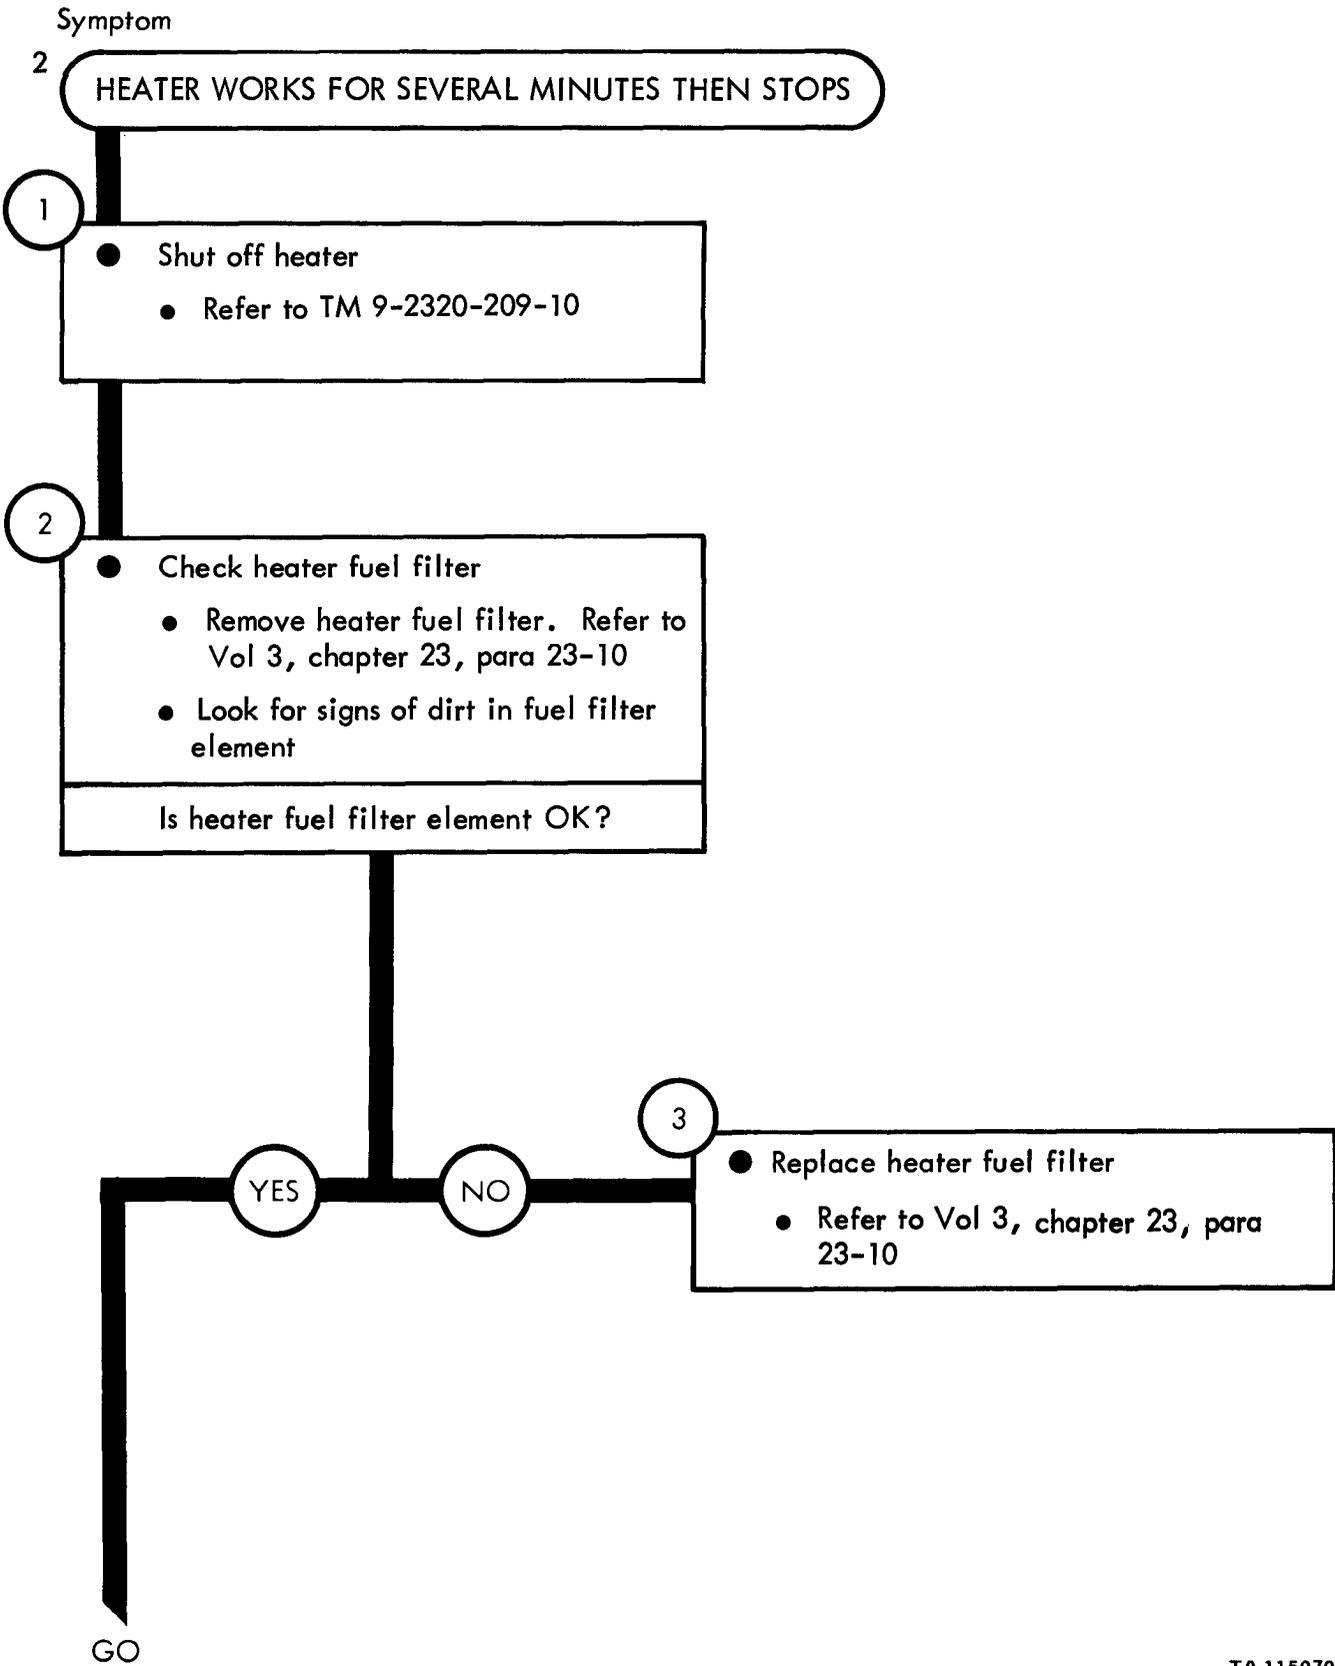 Symptom
2
HEATER WORKS FOR SEVERAL MINUTES THEN STOPS
1
● Shut off heater
● Refer to TM 9-2320-209-10
2
● Check heater fuel filter
● Remove heater fuel filter. Refer to
Vol 3, chapter 23, para 23-10
● Look for signs of dirt in fuel filter
element
Is heater fuel filter element OK?
YES
NO
3
● Replace heater fuel filter
● Refer to Vol 3, chapter 23, para
23-10
GO